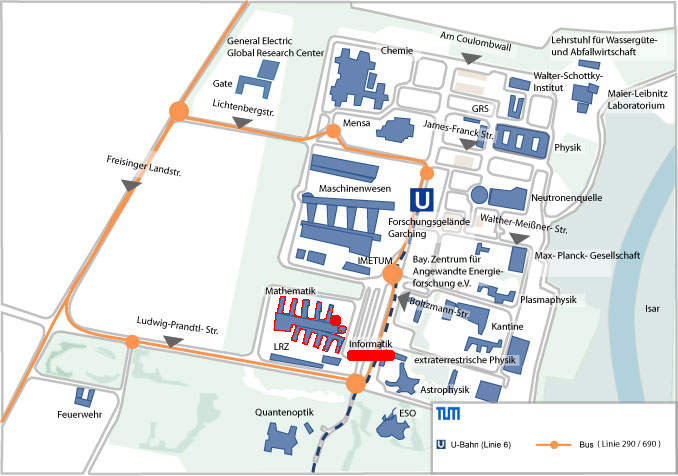 Am Coulombwall
General Electric
Global Research Center
Chemie
Lehrstuhl für Wassergüte-
und Abfallwirtschaft
Gate
Walter-Schottky-
Institut
Maier-Leibnitz
Laboratorium
Lichtenbergstr.
GRS
Mensa
James-Franck Str.
Physik
Freisinger Landstr.
Maschinenwesen
U
Neutronenquelle
Forschungsgelände
Garching
Walther-Meißner- Str.
IMETUM
Bay. Zentrum für
Angewandte Energie-
forschung e.V.
Max- Planck- Gesellschaft
Mathematik
Boltzmann-Str.
Plasmaphysik
Isar
Ludwig-Prandtl- Str.
Kantine
LRZ
Informatik
extraterrestrische Physik
Astrophysik
Feuerwehr
Quantenoptik
ESO
TUM
U
U-Bahn (Linie 6)
Bus ( Linie 290 / 690 )